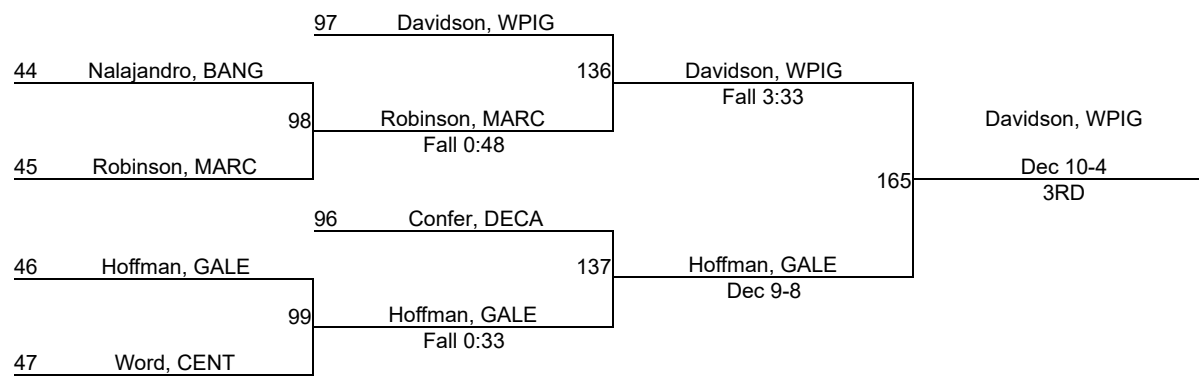 97 Davidson, WPIG
44 Nalajandro, BANG
136 Davidson, WPIG
Fall 3:33
98 Robinson, MARC
Fall 0:48
Davidson, WPIG
45 Robinson, MARC
165 Dec 10-4
3RD
96 Confer, DECA
46 Hoffman, GALE
137 Hoffman, GALE
Dec 9-8
99 Hoffman, GALE
Fall 0:33
47 Word, CENT